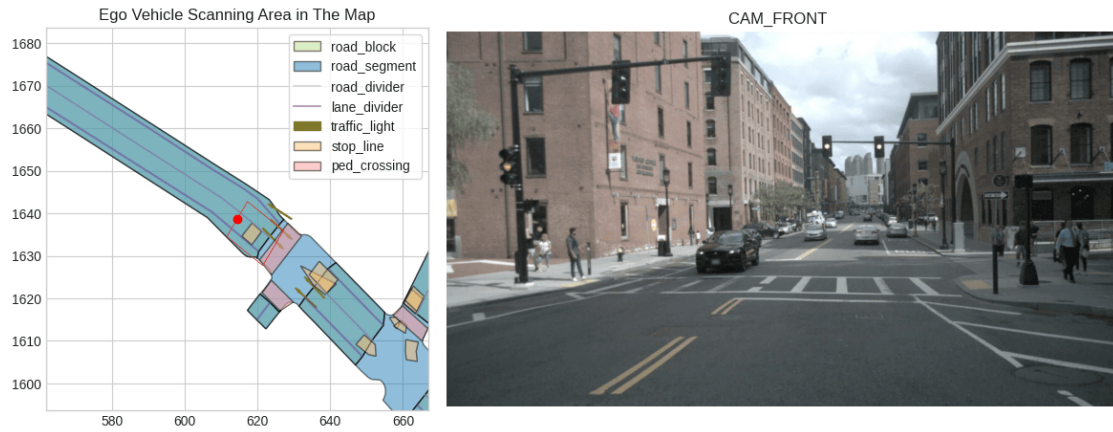 Ego Vehicle Scanning Area in The Map
CAM_FRONT
1680
1670
1660
1650
1640
1630
1620
1610
1600
580
600
620
640
660
road_block
road_segment
road_divider
lane_divider
traffic_light
stop_line
ped_crossing